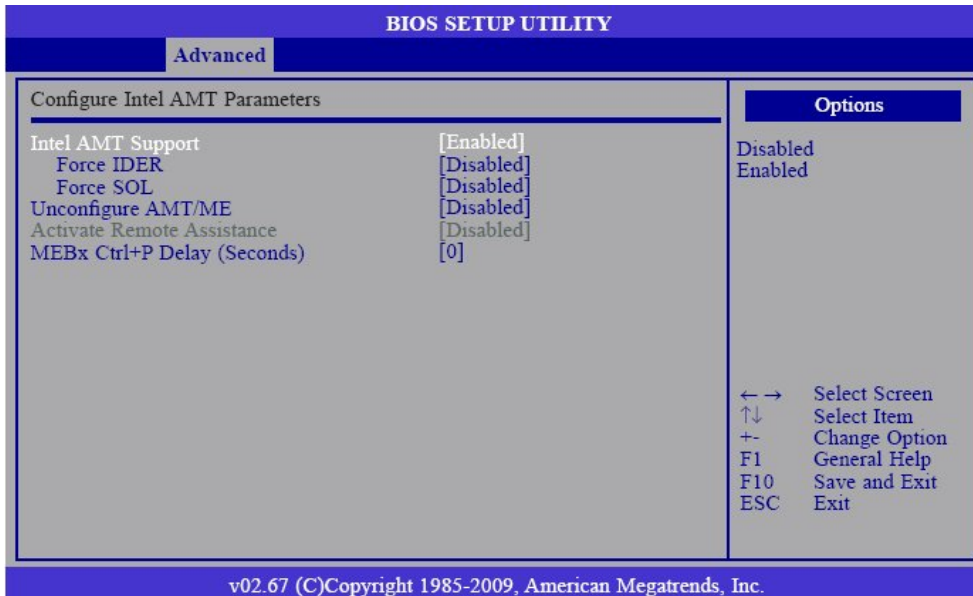 BIOS SETUP UTILITY
Advanced
Configure Intel AMT Parameters
Intel AMT Support [Enabled]
Force IDER [Disabled]
Force SOL [Disabled]
Unconfigure AMT/ME [Disabled]
Activate Remote Assistance [Disabled]
MEBx Ctrl+P Delay (Seconds) [0]
Options
Disabled
Enabled
←→ Select Screen
↑↓ Select Item
+- Change Option
F1 General Help
F10 Save and Exit
ESC Exit
v02.67 (C)Copyright 1985-2009, American Megatrends, Inc.